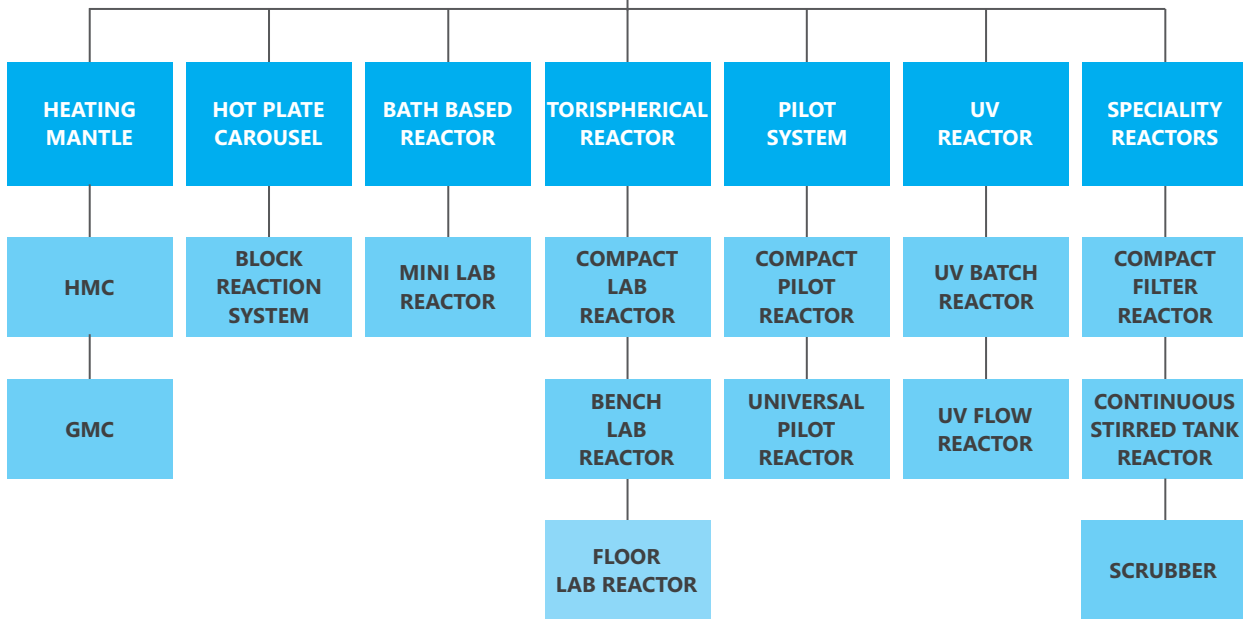 HEATING
MANTLE
HOT PLATE
CAROUSEL
BATH BASED
REACTOR
TORISPHERICAL
REACTOR
PILOT
SYSTEM
UV
REACTOR
SPECIALITY
REACTORS
HMC
BLOCK
REACTION
SYSTEM
MINI LAB
REACTOR
COMPACT
LAB
REACTOR
COMPACT
PILOT
REACTOR
UV BATCH
REACTOR
COMPACT
FILTER
REACTOR
GMC
BENCH
LAB
REACTOR
UNIVERSAL
PILOT
REACTOR
UV FLOW
REACTOR
CONTINUOUS
STIRRED TANK
REACTOR
FLOOR
LAB REACTOR
SCRUBBER